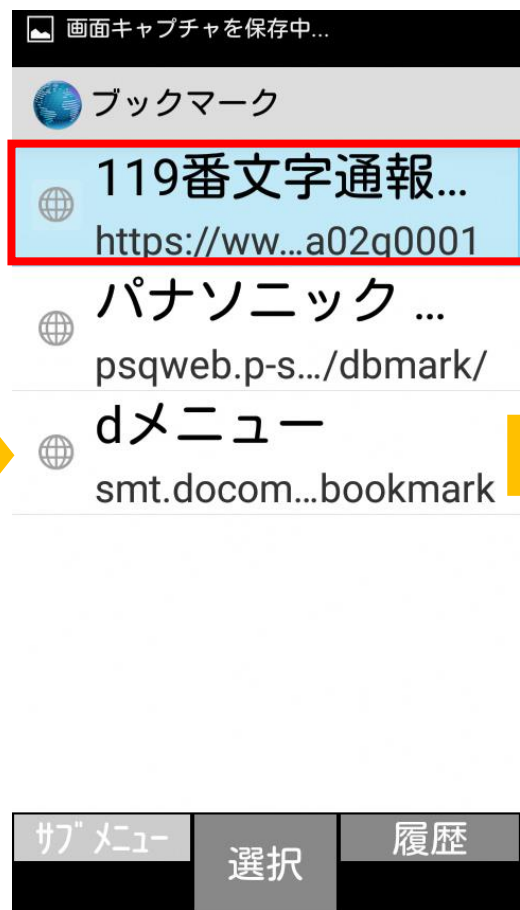 画面キャプチャを保存中...
ブックマーク
119番文字通報...
https://ww...a02q0001
パナソニック ...
psqweb.p-s.../dbmark/
dメニュー
smt.docom...bookmark
ｻﾌﾞﾒﾆｭｰ
選択
履歴